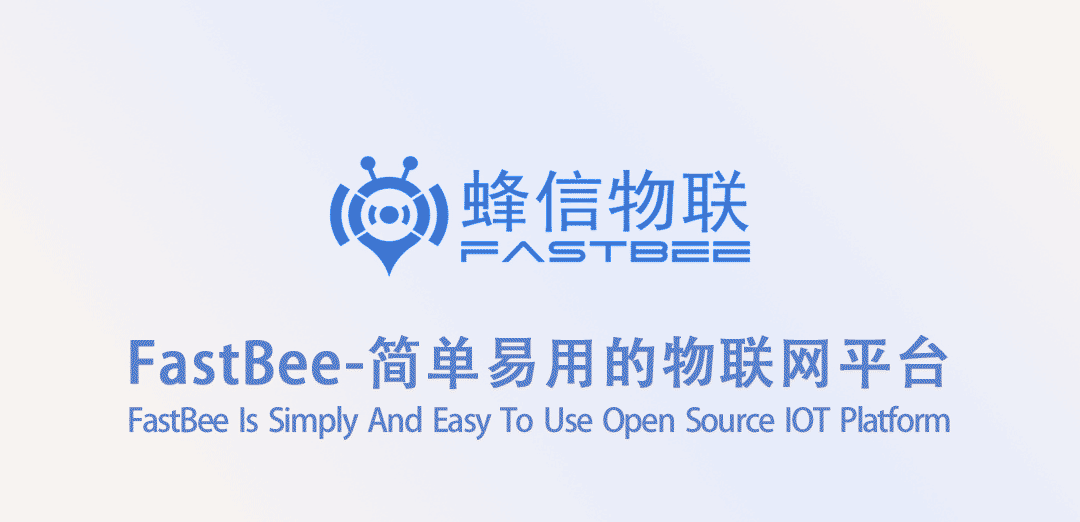 蜂信物联
FASTBEE
FastBee-简单易用的物联网平台
FastBee Is Simply And Easy To Use Open Source IOT Platform